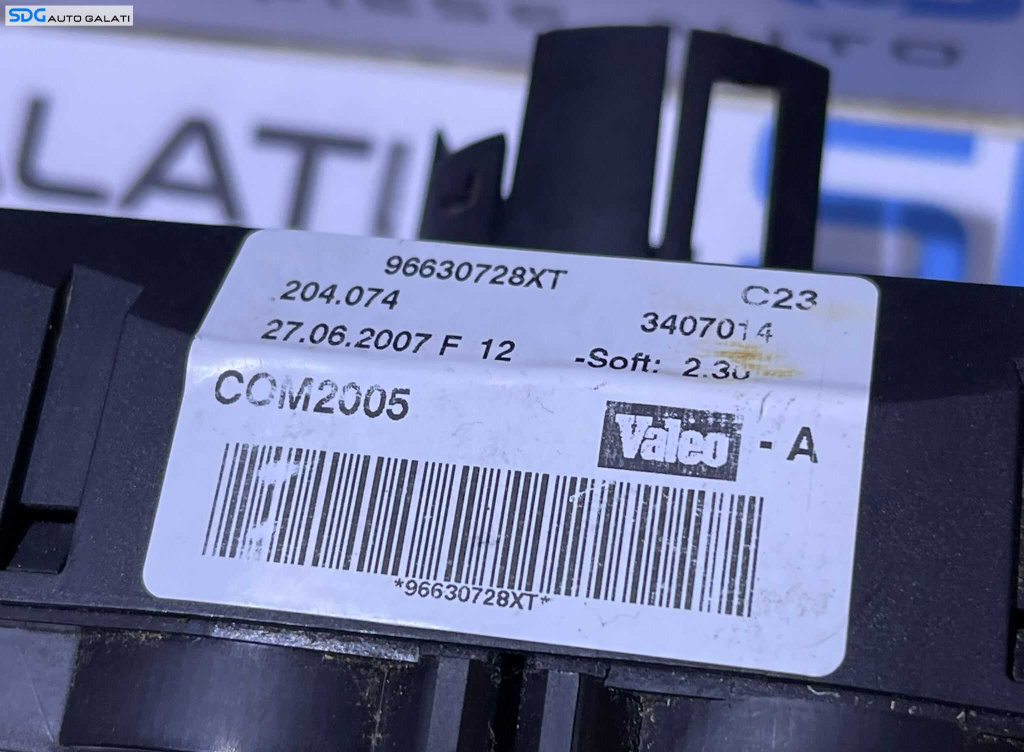 SDG AUTO GALATI
96630728XT
C23
204.074
3407014
27.06.2007 F 12
-Soft: 2.30
COM2005
Valeo - A
*96630728XT*